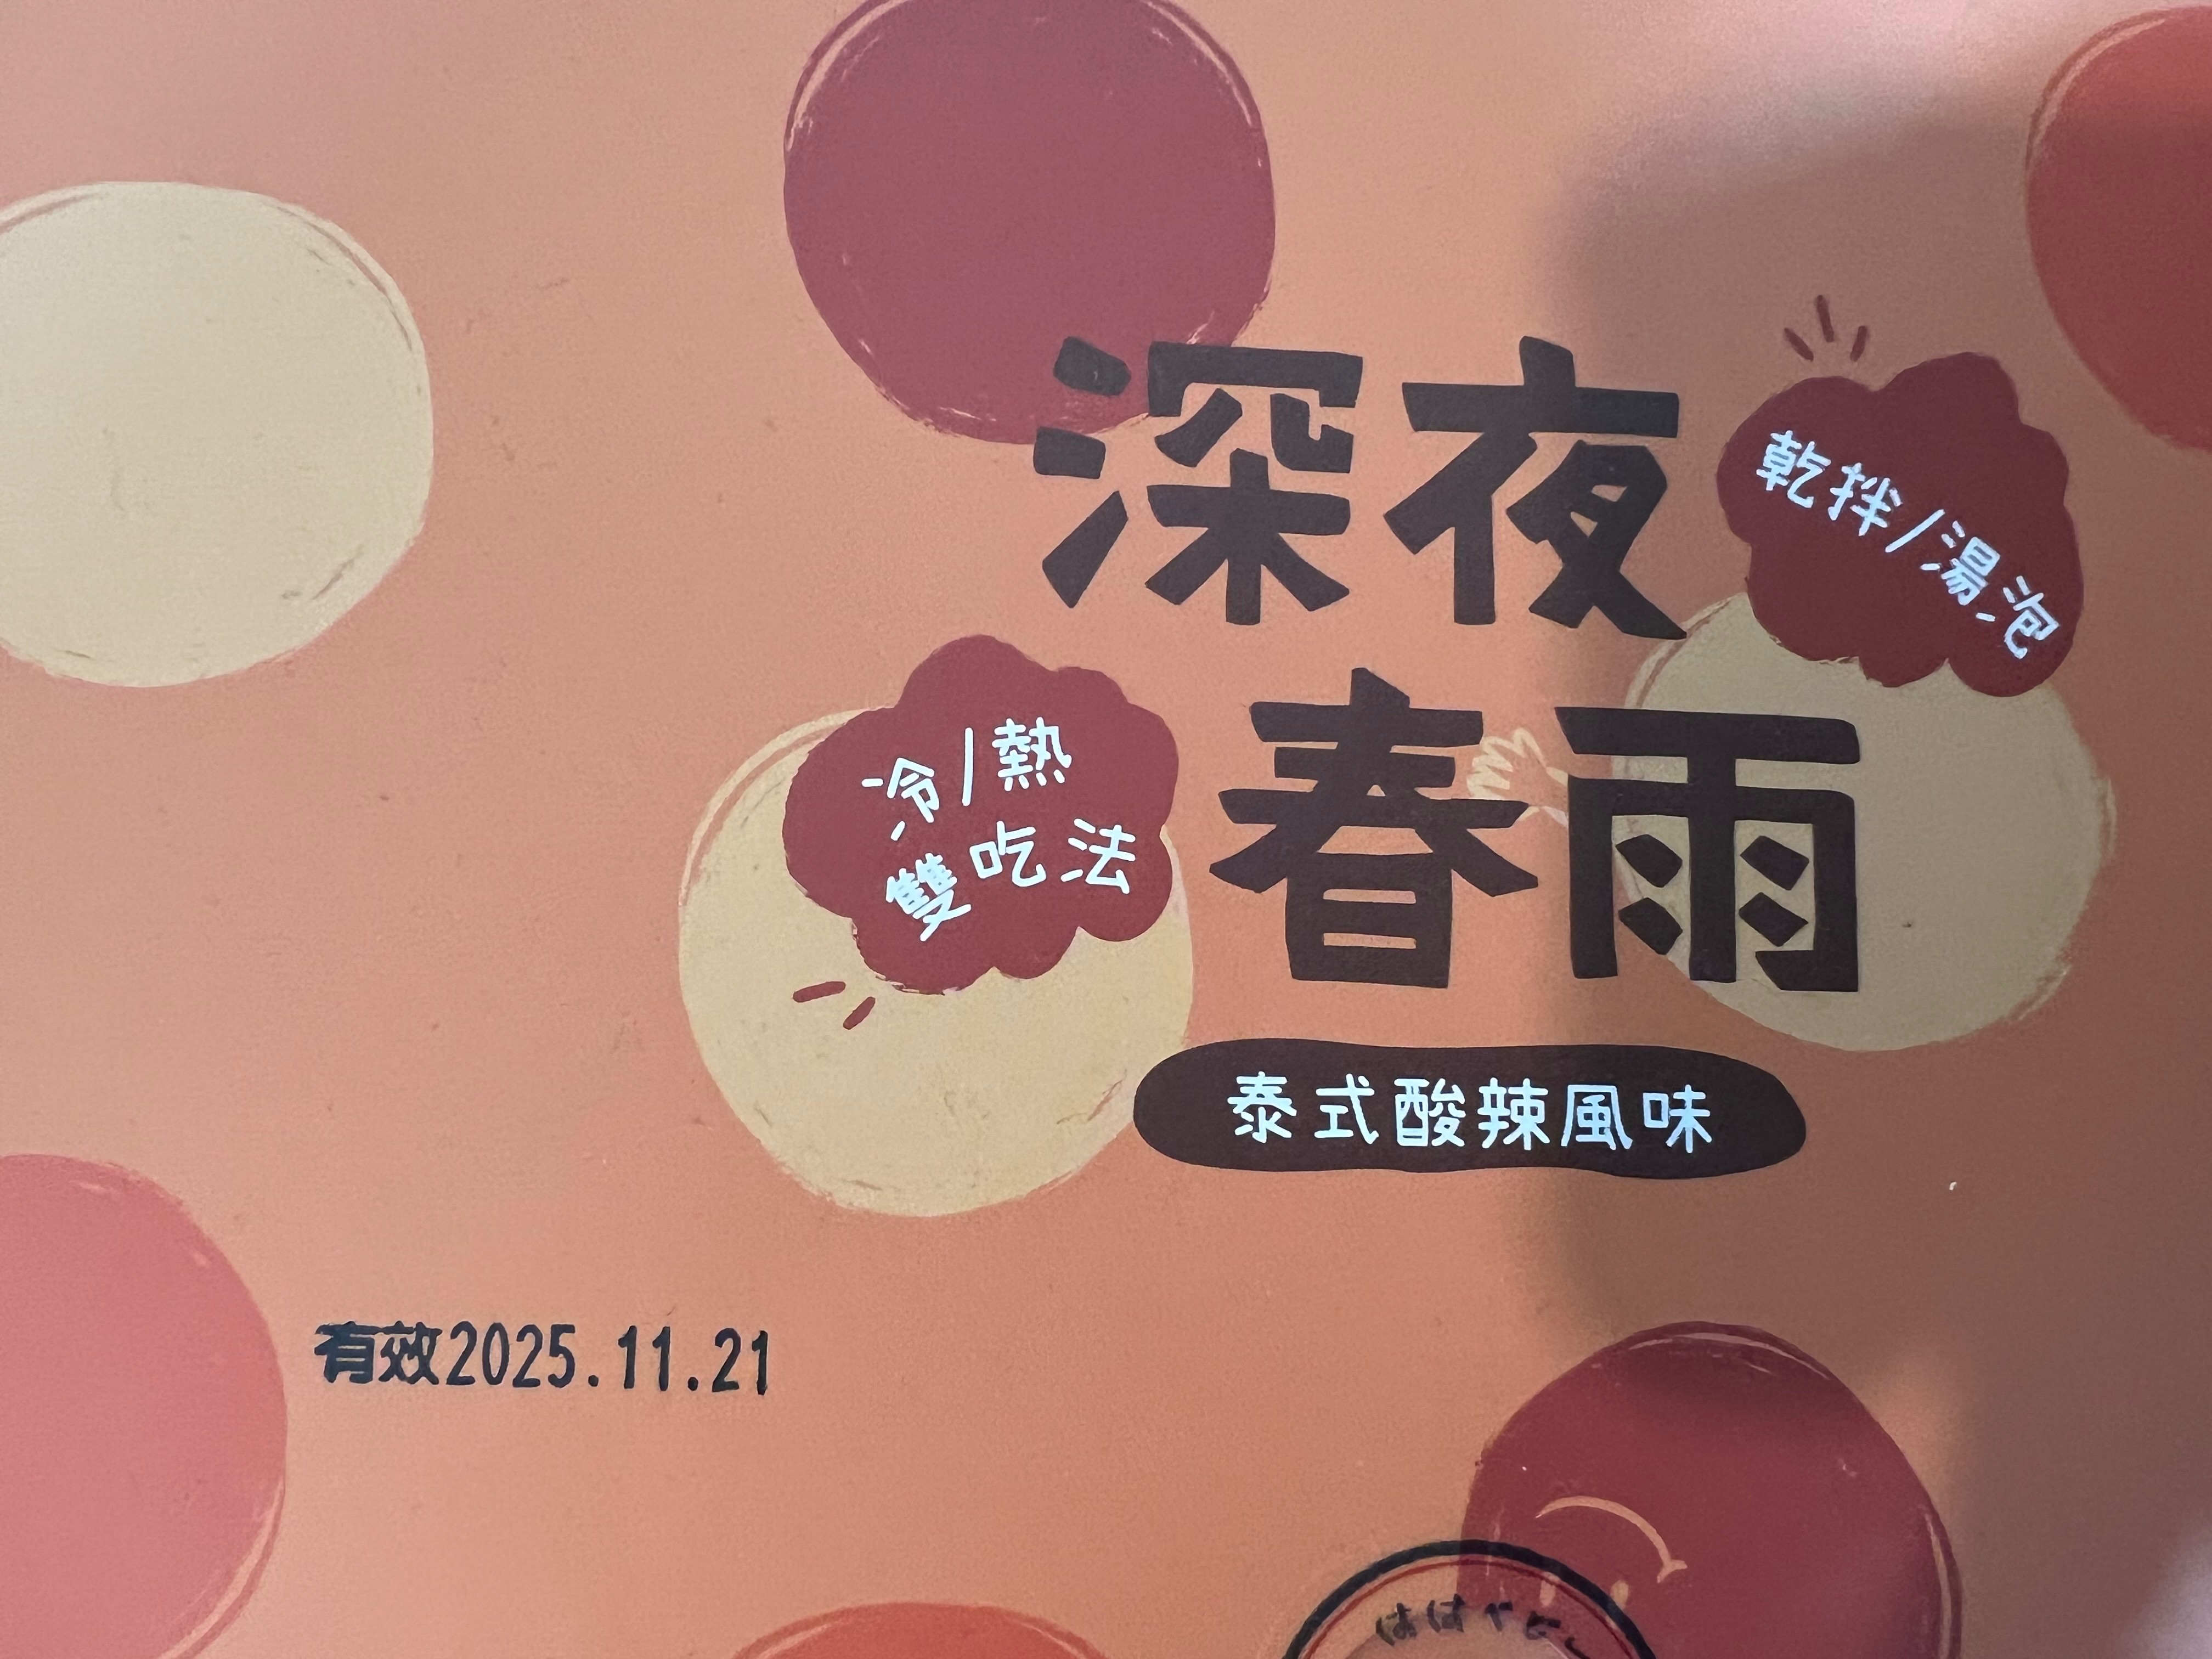 深夜
乾拌/湯泡
春雨
冷/熱
雙吃法
泰式酸辣風味
有效2025.11.21